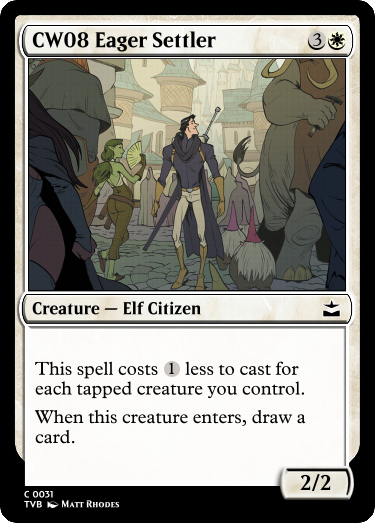 CW08 Eager Settler 3
Creature — Elf Citizen
This spell costs 1 less to cast for
each tapped creature you control.
When this creature enters, draw a
card.
2/2
C 0031
TVB Matt Rhodes